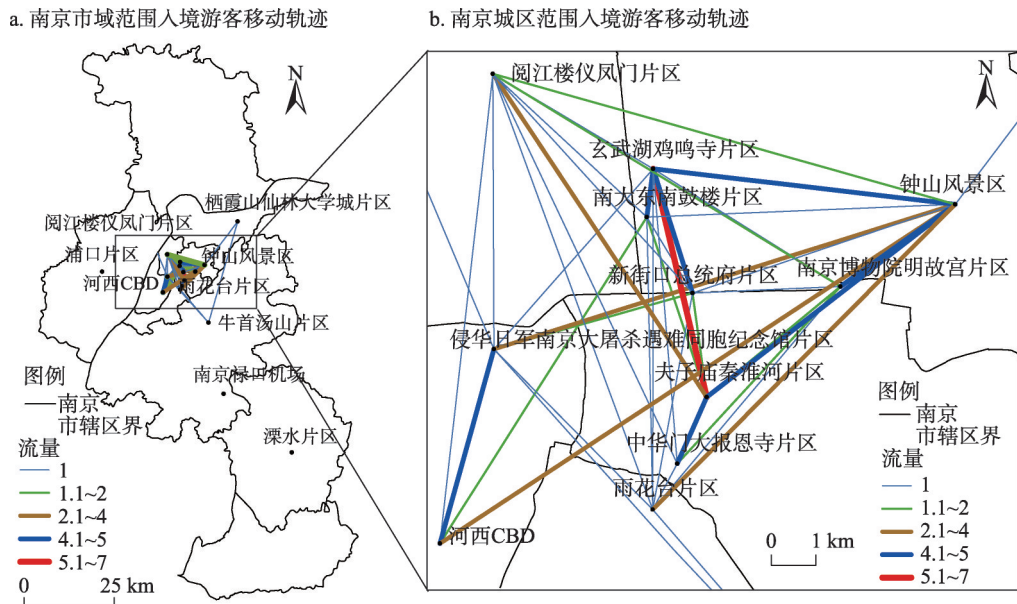 a. 南京市域范围入境游客移动轨迹
N
栖霞山仙林大学城片区
阅江楼仪凤门片区
浦口片区
钟山风景区
河西CBD
雨花台片区
牛首汤山片区
南京禄口机场
溧水片区
图例
南京
市辖区界
流量
1
1.1~2
2.1~4
4.1~5
5.1~7
0 25 km
b. 南京城区范围入境游客移动轨迹
N
阅江楼仪凤门片区
玄武湖鸡鸣寺片区
钟山风景区
南大东南鼓楼片区
新街口总统府片区
南京博物院明故宫片区
侵华日军南京大屠杀遇难同胞纪念馆片区
夫子庙秦淮河片区
中华门大报恩寺片区
雨花台片区
河西CBD
0 1 km
图例
南京
市辖区界
流量
1
1.1~2
2.1~4
4.1~5
5.1~7